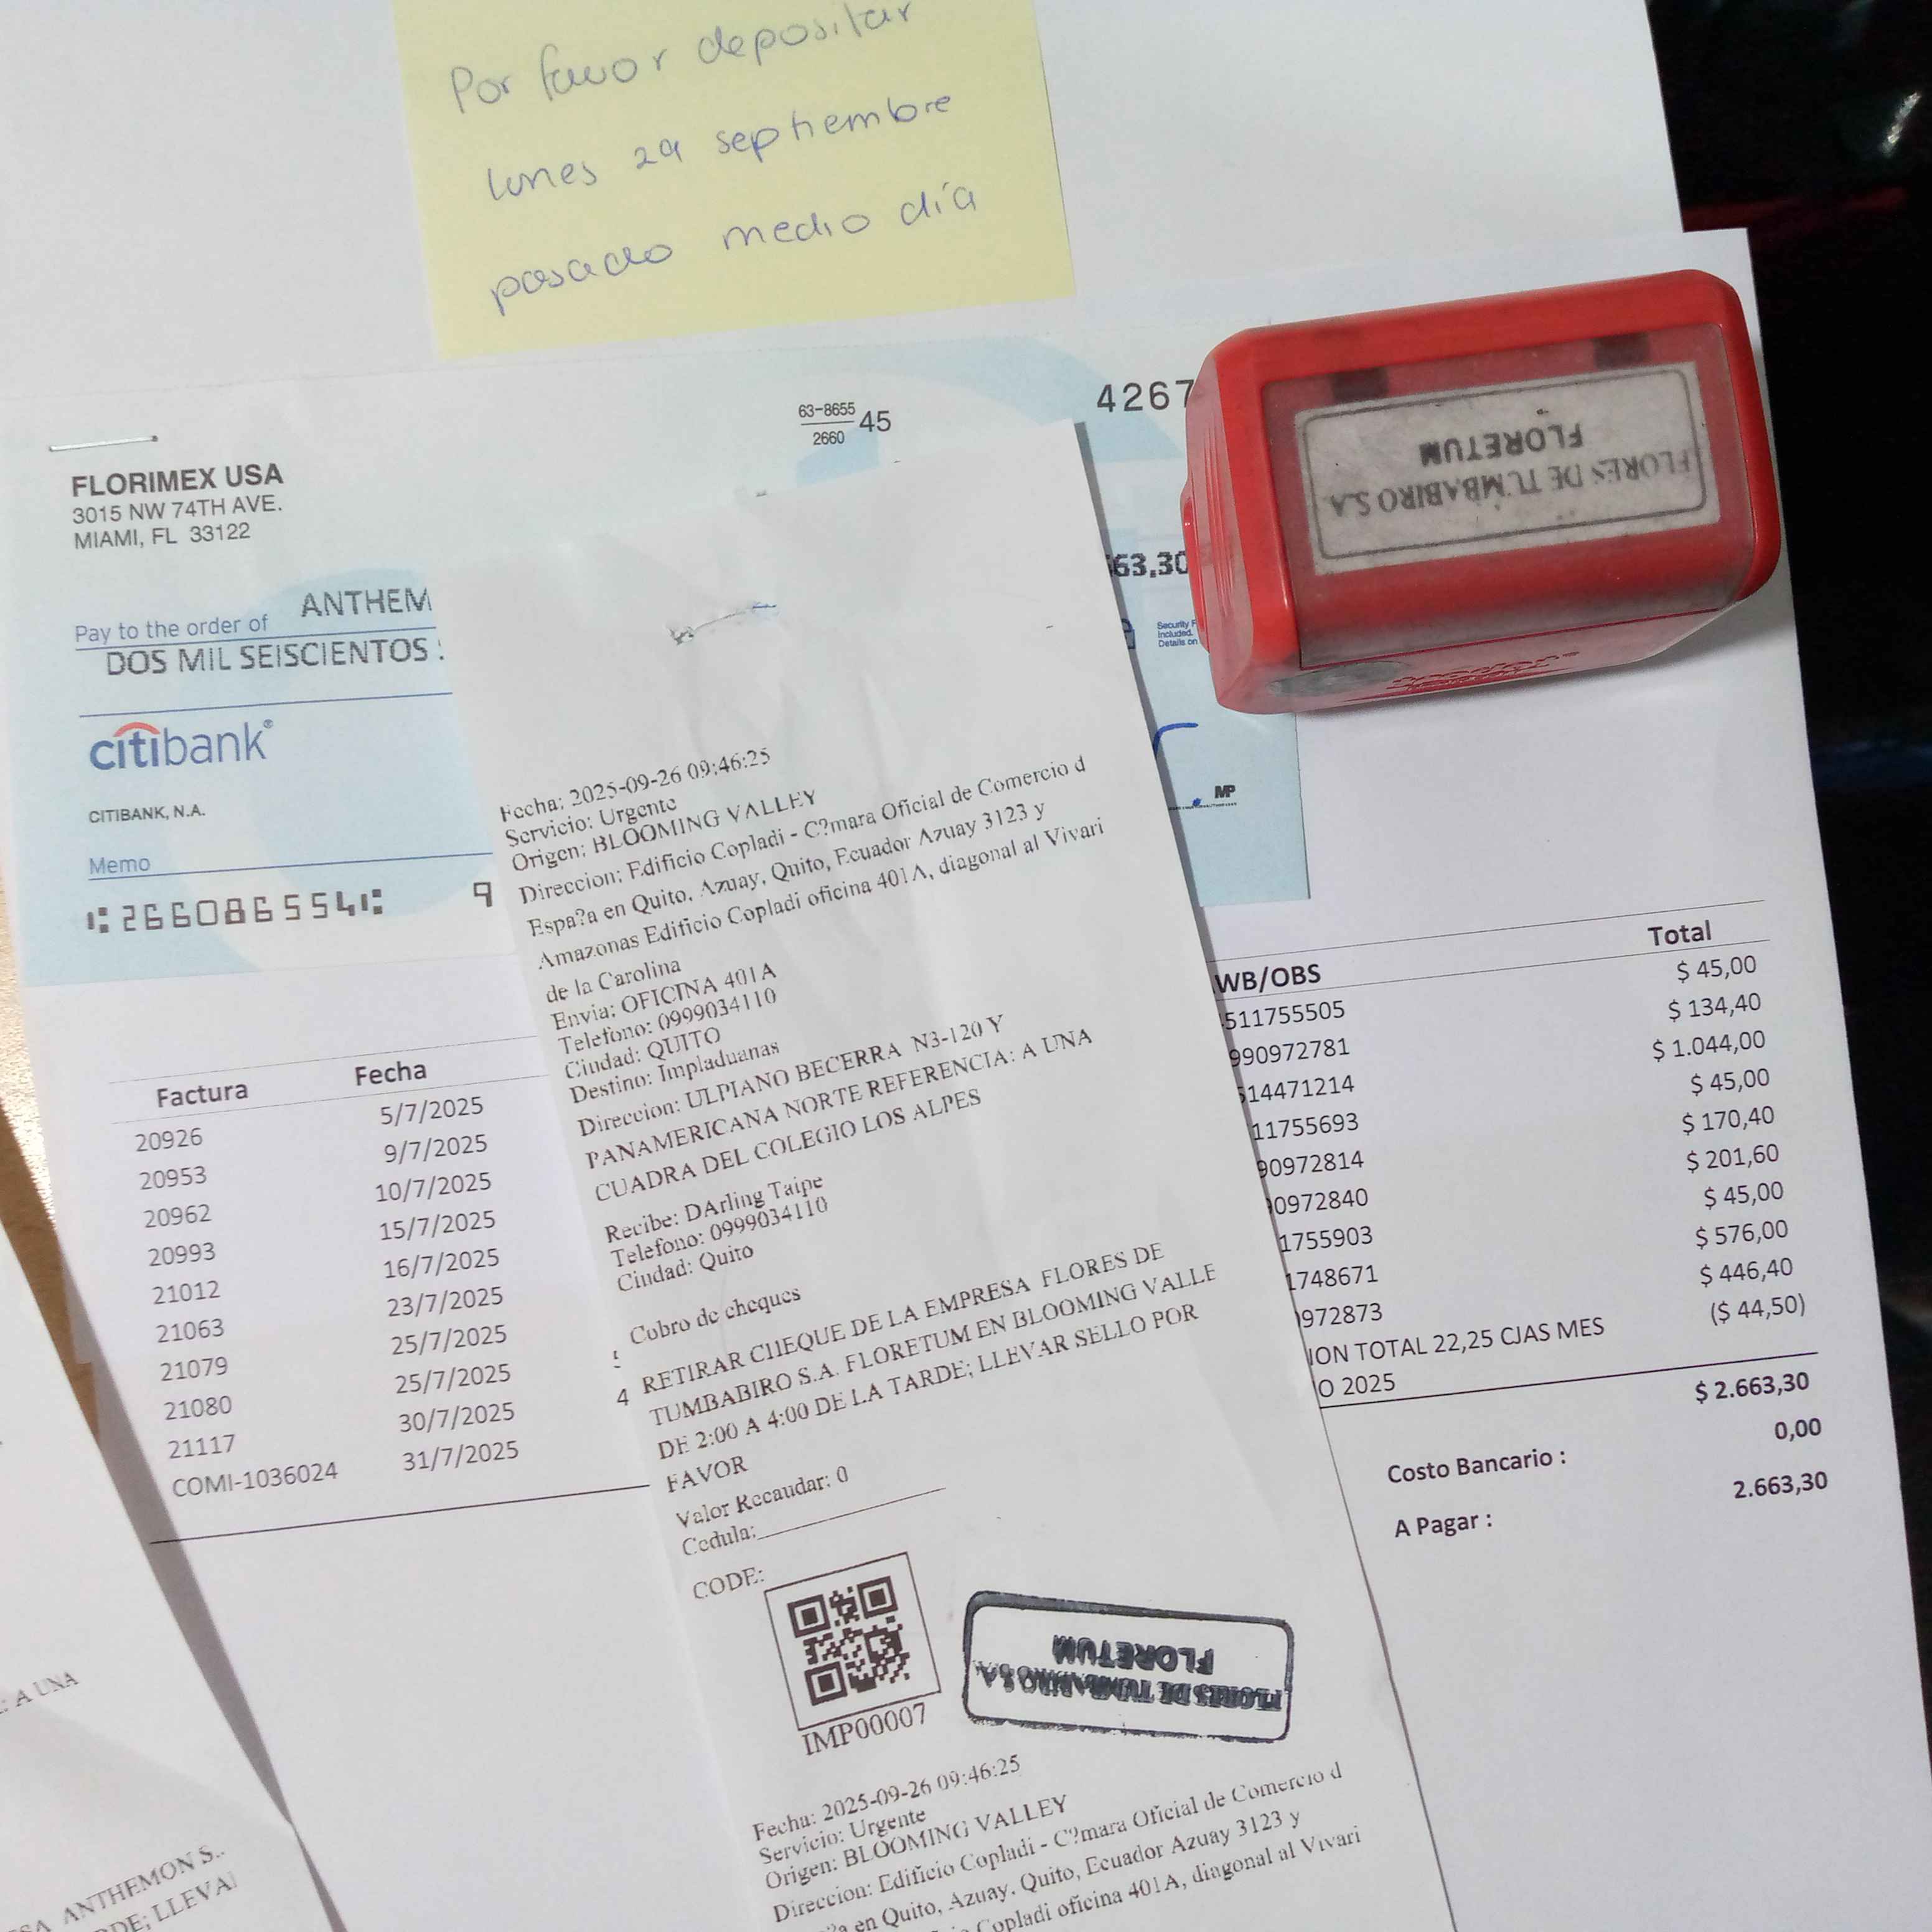 Por favor depositar
lunes 29 septiembre
pasado medio día
63-8655
2660
45
4267
FLORIMEX USA
3015 NW 74TH AVE.
MIAMI, FL 33122
Pay to the order of ANTHEM
63,30
DOS MIL SEISCIENTOS
Security
Included.
Details on
citibank®
CITIBANK, N.A.
Memo
MP
266086554 9
FLORES DE TUMBABIRO S.A
FLORETUM
Fecha: 2025-09-26 09:46:25
Servicio: Urgente
Origen: BLOOMING VALLEY
Direccion: Edificio Copladi - C?mara Oficial de Comercio d
Espa?a en Quito, Azuay, Quito, Ecuador Azuay 3123 y
Amazonas Edificio Copladi oficina 401A, diagonal al Vivari
de la Carolina
Envia: OFICINA 401A
Telefono: 0999034110
Ciudad: QUITO
Destino: Impladuanas
Direccion: ULPIANO BECERRA N3-120 Y
PANAMERICANA NORTE REFERENCIA: A UNA
CUADRA DEL COLEGIO LOS ALPES
Recibe: DArling Taipe
Telefono: 0999034110
Ciudad: Quito
Cobro de cheques
RETIRAR CHEQUE DE LA EMPRESA FLORES DE
TUMBABIRO S.A. FLORETUM EN BLOOMING VALLE
DE 2:00 A 4:00 DE LA TARDE; LLEVAR SELLO POR
FAVOR
Valor Recaudar: 0
Cedula:
CODE:
IMP00007
FLORES DE TUMBABIRO S.A
FLORETUM
Fecha: 2025-09-26 09:46:25
Servicio: Urgente
Origen: BLOOMING VALLEY
Direccion: Edificio Copladi - C?mara Oficial de Comercio d
?a en Quito, Azuay. Quito, Ecuador Azuay 3123 y
Copladi oficina 401A, diagonal al Vivari
Factura Fecha WB/OBS Total
20926 5/7/2025 511755505 $ 45,00
20953 9/7/2025 990972781 $ 134,40
20962 10/7/2025 514471214 $ 1.044,00
20993 15/7/2025 11755693 $ 45,00
21012 16/7/2025 90972814 $ 170,40
21063 23/7/2025 90972840 $ 201,60
21079 25/7/2025 1755903 $ 45,00
21080 25/7/2025 1748671 $ 576,00
21117 30/7/2025 4 972873 $ 446,40
COMI-1036024 31/7/2025 ION TOTAL 22,25 CJAS MES ($ 44,50)
O 2025
$ 2.663,30
Costo Bancario : 0,00
A Pagar : 2.663,30
A UNA
ANTHEMON S..
RDE; LLEVA